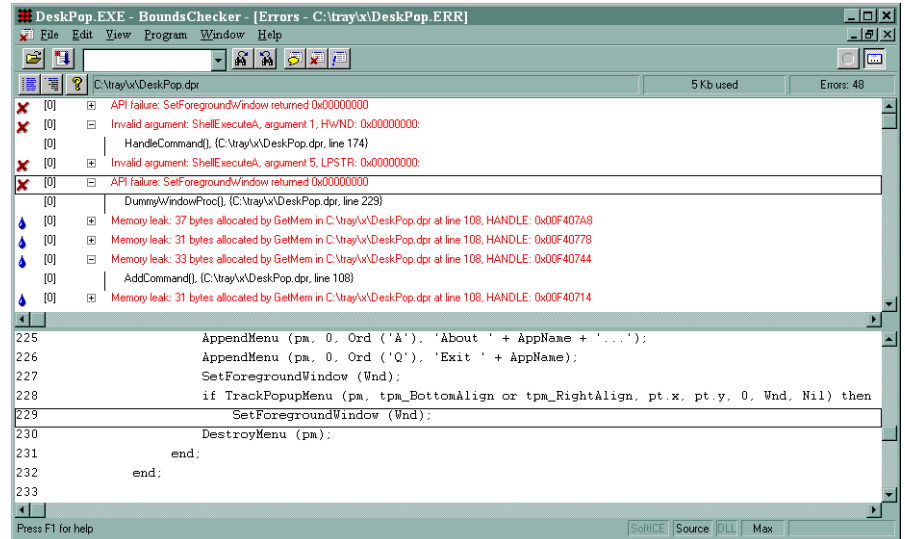 DeskPop.EXE - BoundsChecker - [Errors - C:\tray\x\DeskPop.ERR]
File Edit View Program Window Help
C:\tray\x\DeskPop.dpr 5 Kb used Errors: 48
[0] API failure: SetForegroundWindow returned 0x00000000
[0] Invalid argument: ShellExecuteA, argument 1, HWND: 0x00000000:
[0] HandleCommand(), {C:\tray\x\DeskPop.dpr, line 174}
[0] Invalid argument: ShellExecuteA, argument 5, LPSTR: 0x00000000:
[0] API failure: SetForegroundWindow returned 0x00000000
[0] DummyWindowProc(), {C:\tray\x\DeskPop.dpr, line 229}
[0] Memory leak: 37 bytes allocated by GetMem in C:\tray\x\DeskPop.dpr at line 108, HANDLE: 0x00F407A8
[0] Memory leak: 31 bytes allocated by GetMem in C:\tray\x\DeskPop.dpr at line 108, HANDLE: 0x00F40778
[0] Memory leak: 33 bytes allocated by GetMem in C:\tray\x\DeskPop.dpr at line 108, HANDLE: 0x00F40744
[0] AddCommand(), {C:\tray\x\DeskPop.dpr, line 108}
[0] Memory leak: 31 bytes allocated by GetMem in C:\tray\x\DeskPop.dpr at line 108, HANDLE: 0x00F40714
225 AppendMenu (pm, 0, Ord ('A'), 'About ' + AppName + '...');
226 AppendMenu (pm, 0, Ord ('Q'), 'Exit ' + AppName);
227 SetForegroundWindow (Wnd);
228 if TrackPopupMenu (pm, tpm_BottomAlign or tpm_RightAlign, pt.x, pt.y, 0, Wnd, Nil) then
229 SetForegroundWindow (Wnd);
230 DestroyMenu (pm);
231 end;
232 end;
233
Press F1 for help SoftICE Source DLL Max